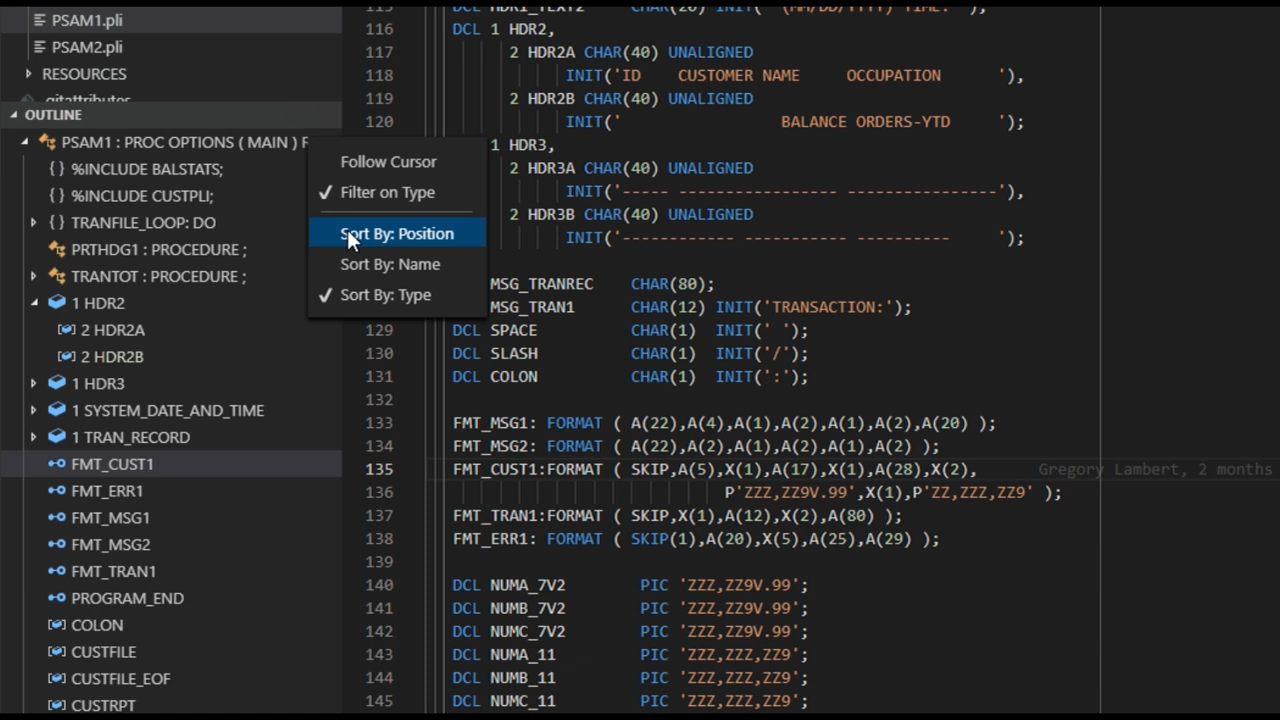 PSAM1.pli
PSAM2.pli
RESOURCES
.gitattributes
OUTLINE
PSAM1 : PROC OPTIONS ( MAIN ) R
{ } %INCLUDE BALSTATS;
{ } %INCLUDE CUSTPLI;
{ } TRANFILE_LOOP: DO
PRTHDG1 : PROCEDURE ;
TRANTOT : PROCEDURE ;
1 HDR2
2 HDR2A
2 HDR2B
1 HDR3
1 SYSTEM_DATE_AND_TIME
1 TRAN_RECORD
FMT_CUST1
FMT_ERR1
FMT_MSG1
FMT_MSG2
FMT_TRAN1
PROGRAM_END
COLON
CUSTFILE
CUSTFILE_EOF
CUSTRPT
Follow Cursor
✓ Filter on Type
Sort By: Position
Sort By: Name
✓ Sort By: Type
115 DCL HDR1_TEXT2 CHAR(20) INIT(' (MM/DD/YYYY) TIME: ');
116 DCL 1 HDR2,
117 2 HDR2A CHAR(40) UNALIGNED
118 INIT('ID    CUSTOMER NAME     OCCUPATION      '),
119 2 HDR2B CHAR(40) UNALIGNED
120 INIT('                 BALANCE ORDERS-YTD     ');
1 HDR3,
2 HDR3A CHAR(40) UNALIGNED
INIT('----- ----------------- ----------------'),
2 HDR3B CHAR(40) UNALIGNED
INIT('------------ ----------- ----------     ');
MSG_TRANREC CHAR(80);
MSG_TRAN1 CHAR(12) INIT('TRANSACTION:');
129 DCL SPACE CHAR(1) INIT(' ');
130 DCL SLASH CHAR(1) INIT('/');
131 DCL COLON CHAR(1) INIT(':');
132
133 FMT_MSG1: FORMAT ( A(22),A(4),A(1),A(2),A(1),A(2),A(20) );
134 FMT_MSG2: FORMAT ( A(22),A(2),A(1),A(2),A(1),A(2) );
135 FMT_CUST1:FORMAT ( SKIP,A(5),X(1),A(17),X(1),A(28),X(2), Gregory Lambert, 2 months
136 P'ZZZ,ZZ9V.99',X(1),P'ZZ,ZZZ,ZZ9' );
137 FMT_TRAN1:FORMAT ( SKIP,X(1),A(12),X(2),A(80) );
138 FMT_ERR1: FORMAT ( SKIP(1),A(20),X(5),A(25),A(29) );
139
140 DCL NUMA_7V2 PIC 'ZZZ,ZZ9V.99';
141 DCL NUMB_7V2 PIC 'ZZZ,ZZ9V.99';
142 DCL NUMC_7V2 PIC 'ZZZ,ZZ9V.99';
143 DCL NUMA_11 PIC 'ZZZ,ZZZ,ZZ9';
144 DCL NUMB_11 PIC 'ZZZ,ZZZ,ZZ9';
145 DCL NUMC_11 PIC 'ZZZ,ZZZ,ZZ9';